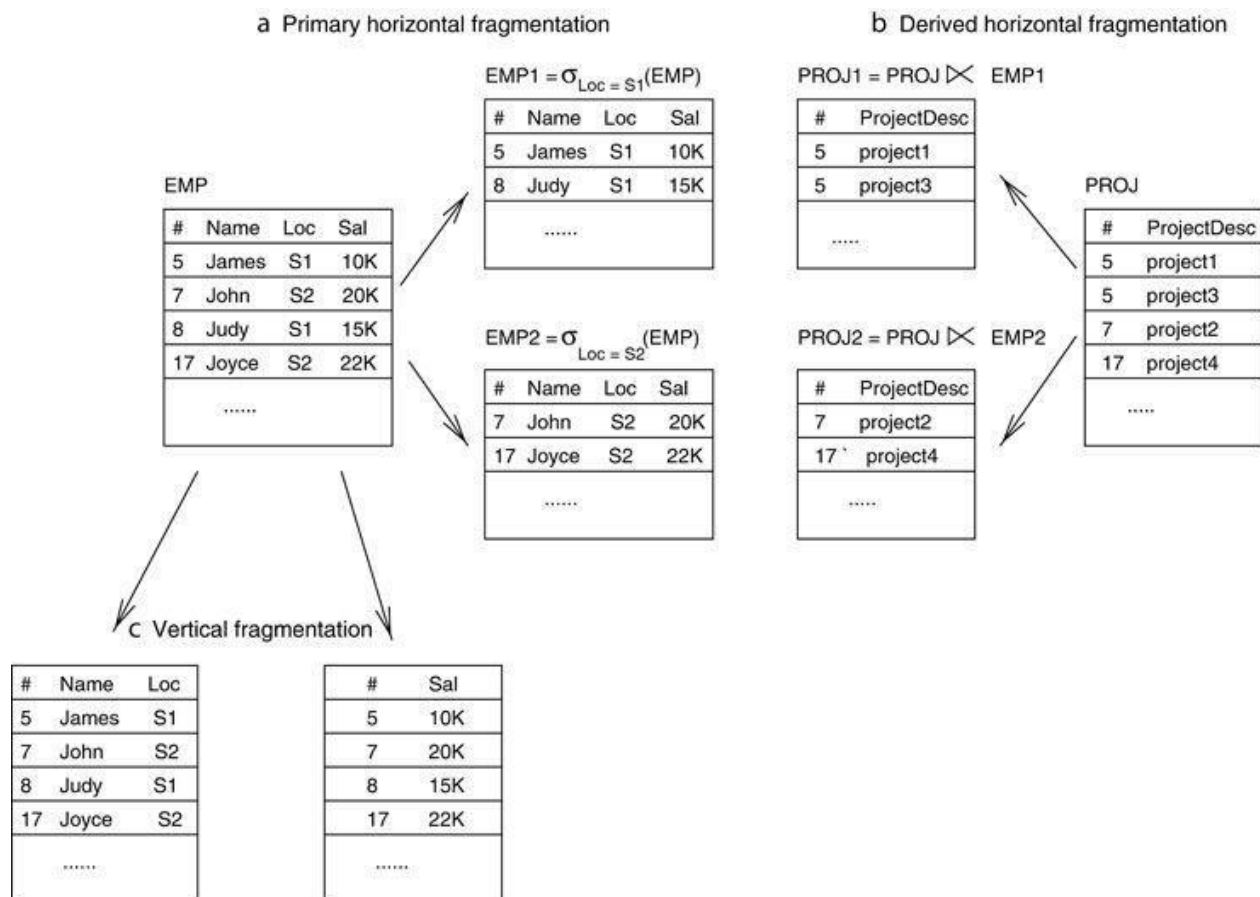 a Primary horizontal fragmentation
b Derived horizontal fragmentation
EMP1 = σ Loc = S1 (EMP)
# Name Loc Sal
5 James S1 10K
8 Judy S1 15K
......
PROJ1 = PROJ ⋉ EMP1
# ProjectDesc
5 project1
5 project3
.....
EMP
# Name Loc Sal
5 James S1 10K
7 John S2 20K
8 Judy S1 15K
17 Joyce S2 22K
......
PROJ
# ProjectDesc
5 project1
5 project3
7 project2
17 project4
.....
EMP2 = σ Loc = S2 (EMP)
# Name Loc Sal
7 John S2 20K
17 Joyce S2 22K
......
PROJ2 = PROJ ⋉ EMP2
# ProjectDesc
7 project2
17 ` project4
.....
c Vertical fragmentation
# Name Loc
5 James S1
7 John S2
8 Judy S1
17 Joyce S2
......
# Sal
5 10K
7 20K
8 15K
17 22K
......